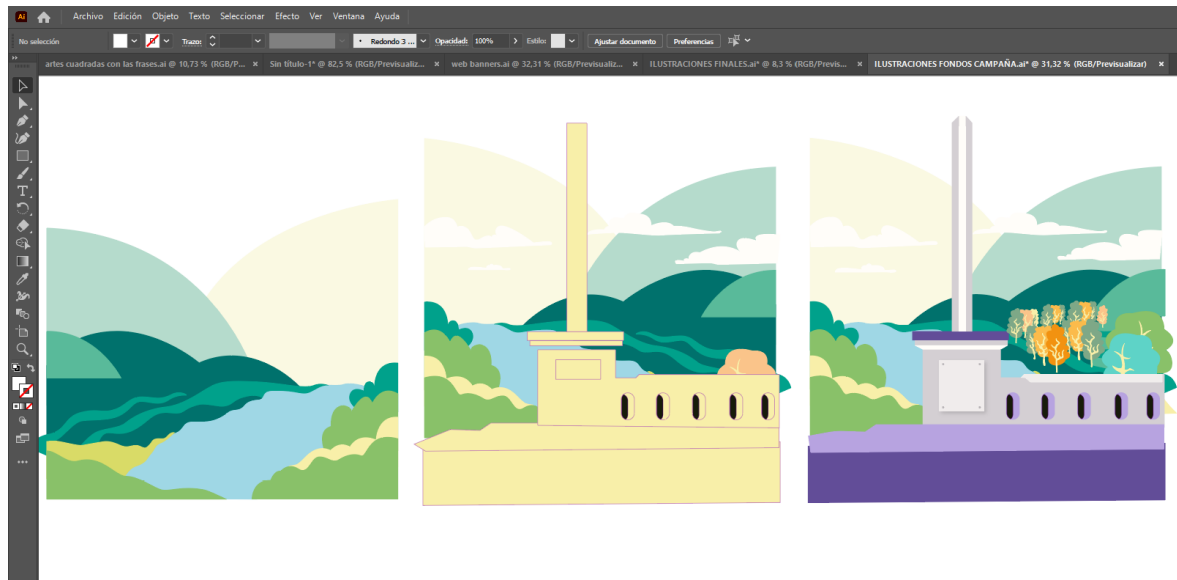 Ai Archivo Edición Objeto Texto Seleccionar Efecto Ver Ventana Ayuda
No selección Trazo: Redondo 3 ... Opacidad: 100% Estilo: Ajustar documento Preferencias
artes cuadradas con las frases.ai @ 10,73 % (RGB/P... × Sin título-1* @ 82,5 % (RGB/Previsualiz... × web banners.ai @ 32,31 % (RGB/Previsualiz... × ILUSTRACIONES FINALES.ai* @ 8,3 % (RGB/Previs... × ILUSTRACIONES FONDOS CAMPAÑA.ai* @ 31,32 % (RGB/Previsualizar) ×